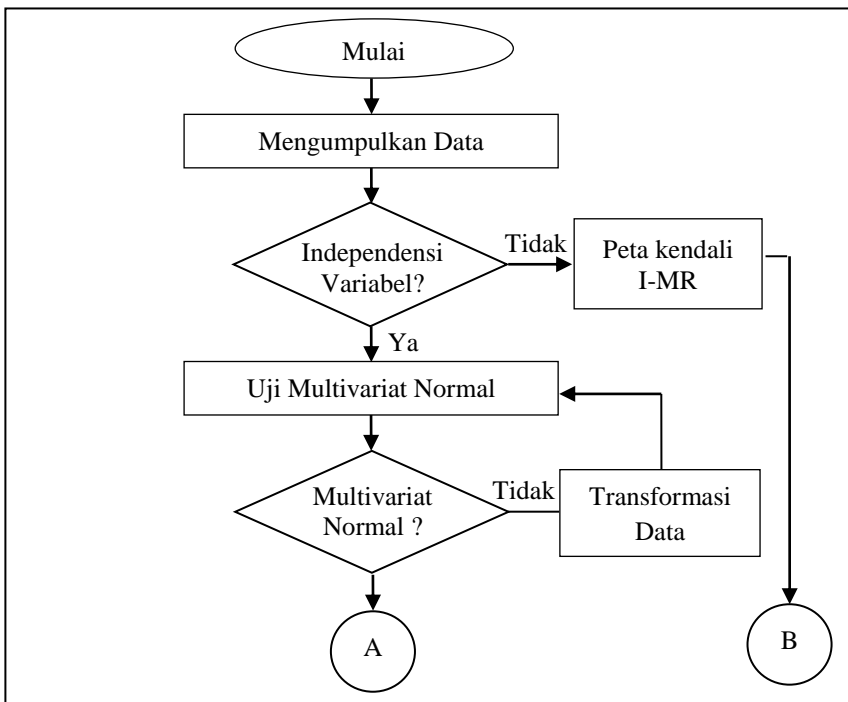 Mulai
Mengumpulkan Data
Independensi
Variabel?
Tidak
Peta kendali
I-MR
Ya
Uji Multivariat Normal
Multivariat
Normal ?
Tidak
Transformasi
Data
A
B